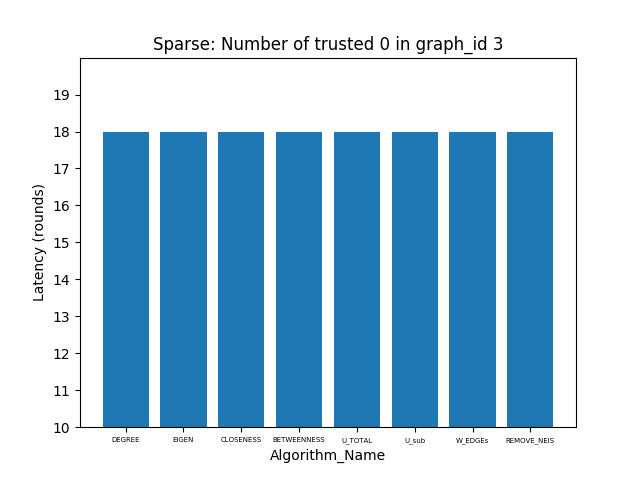 Sparse: Number of trusted 0 in graph_id 3
Latency (rounds)
19
18
17
16
15
14
13
12
11
10
DEGREE EIGEN CLOSENESS BETWEENNESS U_TOTAL U_sub W_EDGEs REMOVE_NEIS
Algorithm_Name